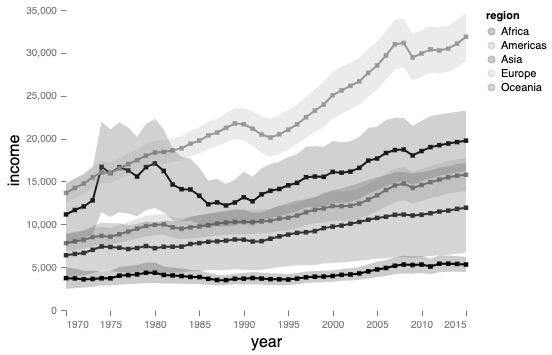 35,000
30,000
25,000
20,000
15,000
10,000
5,000
0
income
1970 1975 1980 1985 1990 1995 2000 2005 2010 2015
year
region
Africa
Americas
Asia
Europe
Oceania